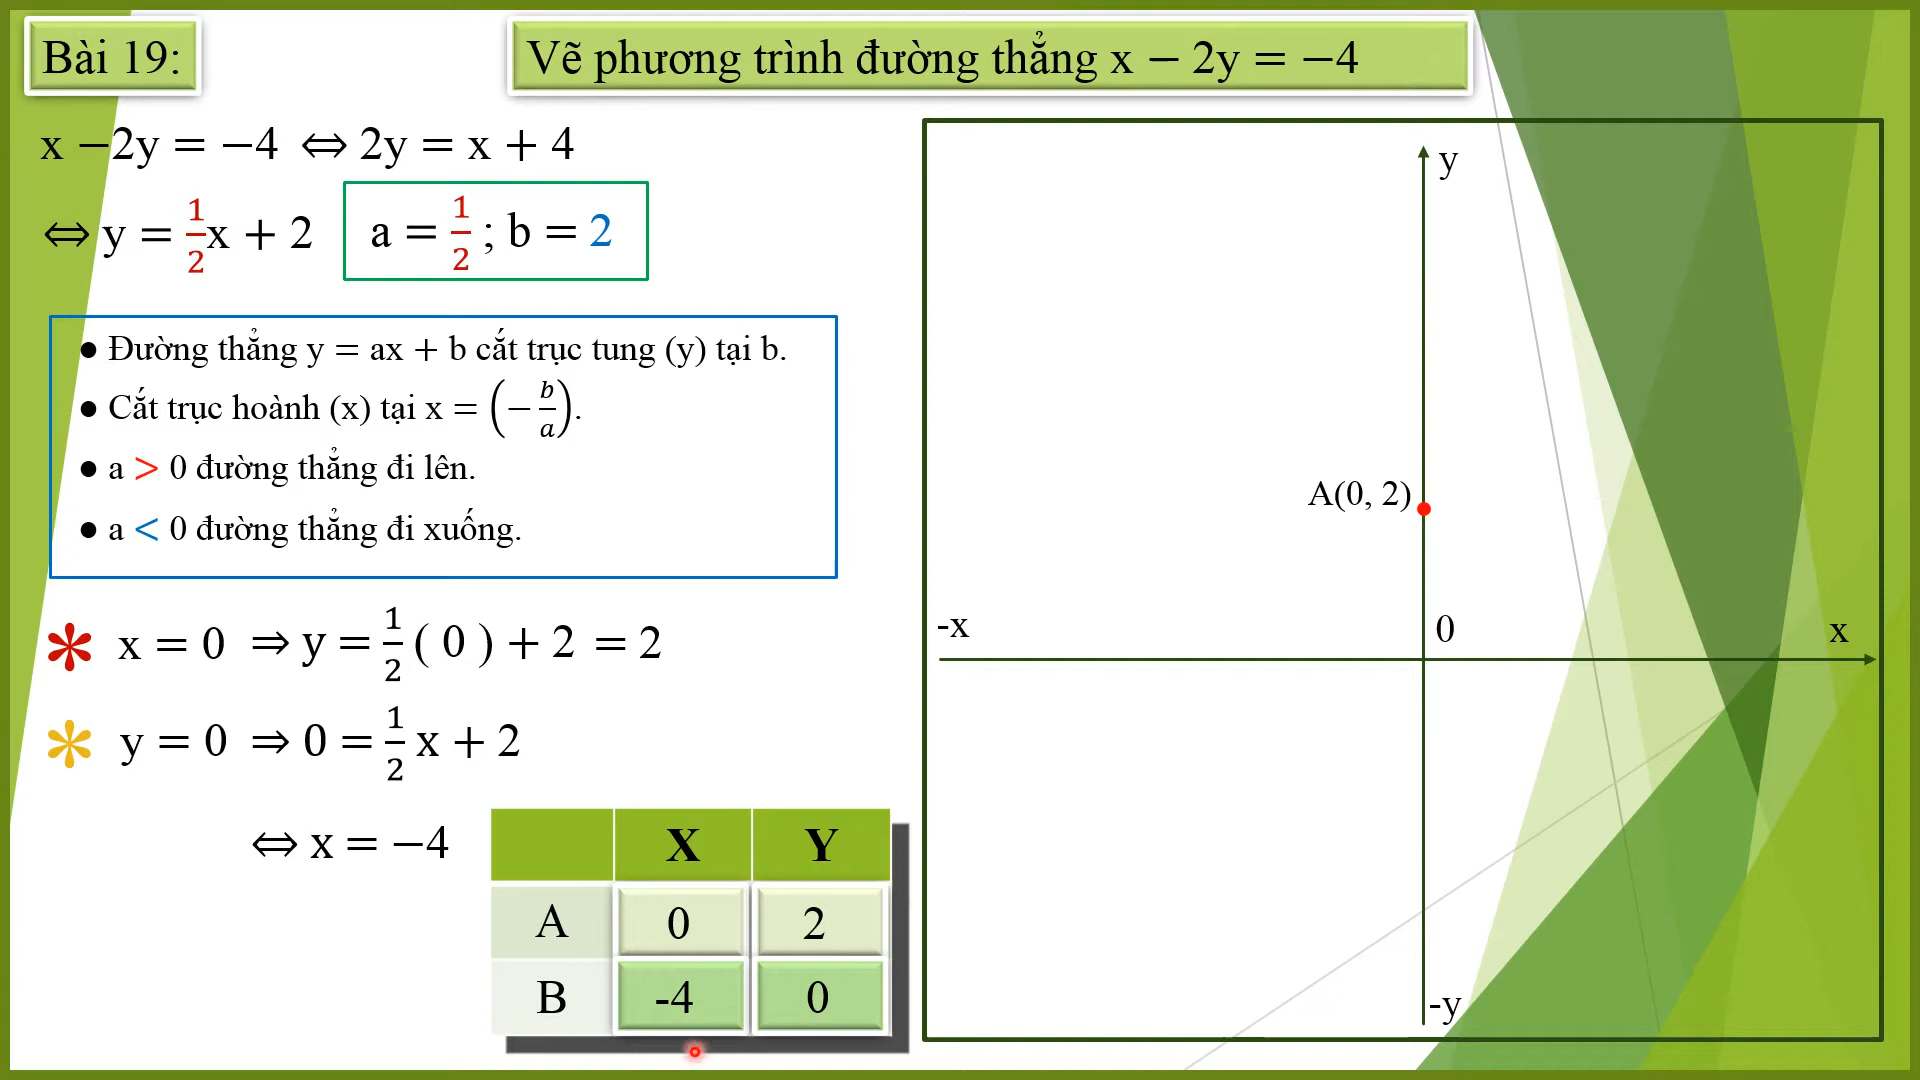 Bài 19:
Vẽ phương trình đường thẳng x − 2y = −4
x −2y = −4 ⇔ 2y = x + 4
⇔ y = 1/2x + 2
a = 1/2 ; b = 2
● Đường thẳng y = ax + b cắt trục tung (y) tại b.
● Cắt trục hoành (x) tại x = (−b/a).
● a > 0 đường thẳng đi lên.
● a < 0 đường thẳng đi xuống.
* x = 0 ⇒ y = 1/2 ( 0 ) + 2 = 2
* y = 0 ⇒ 0 = 1/2 x + 2
⇔ x = −4
X Y
A 0 2
B -4 0
y
A(0, 2)
-x 0 x
-y